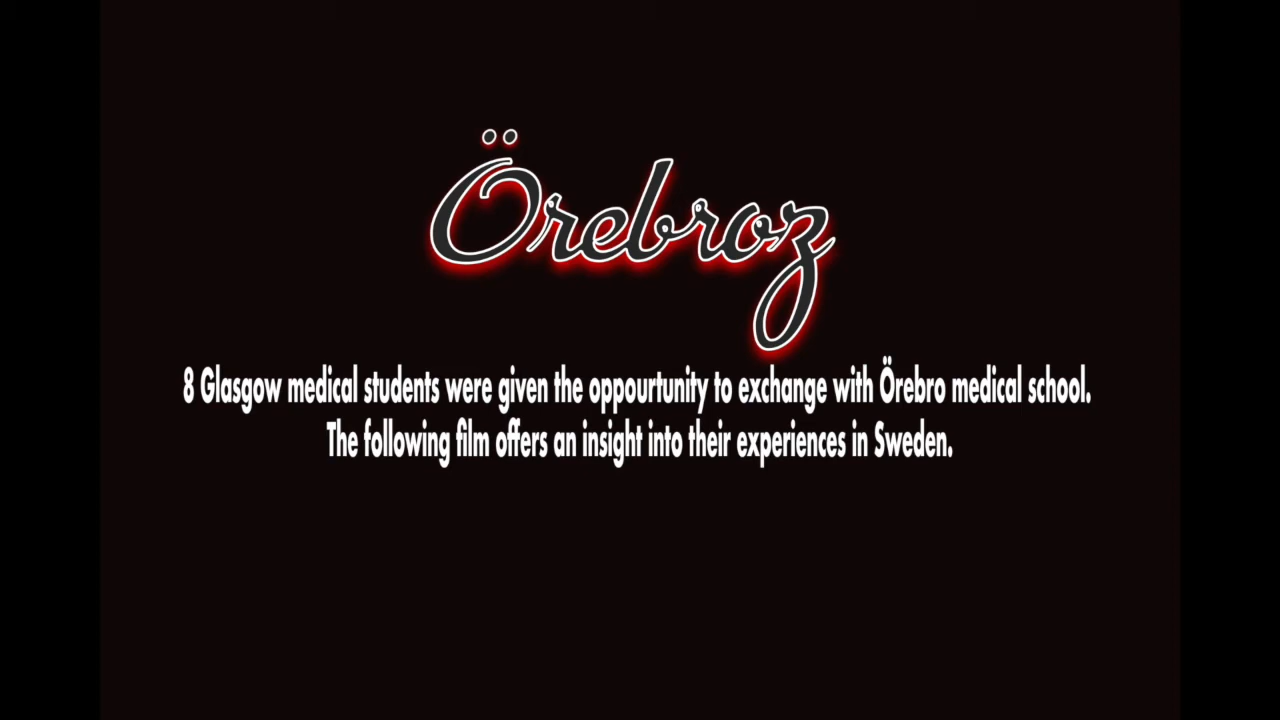 Örebroz
8 Glasgow medical students were given the oppourtunity to exchange with Örebro medical school.
The following film offers an insight into their experiences in Sweden.